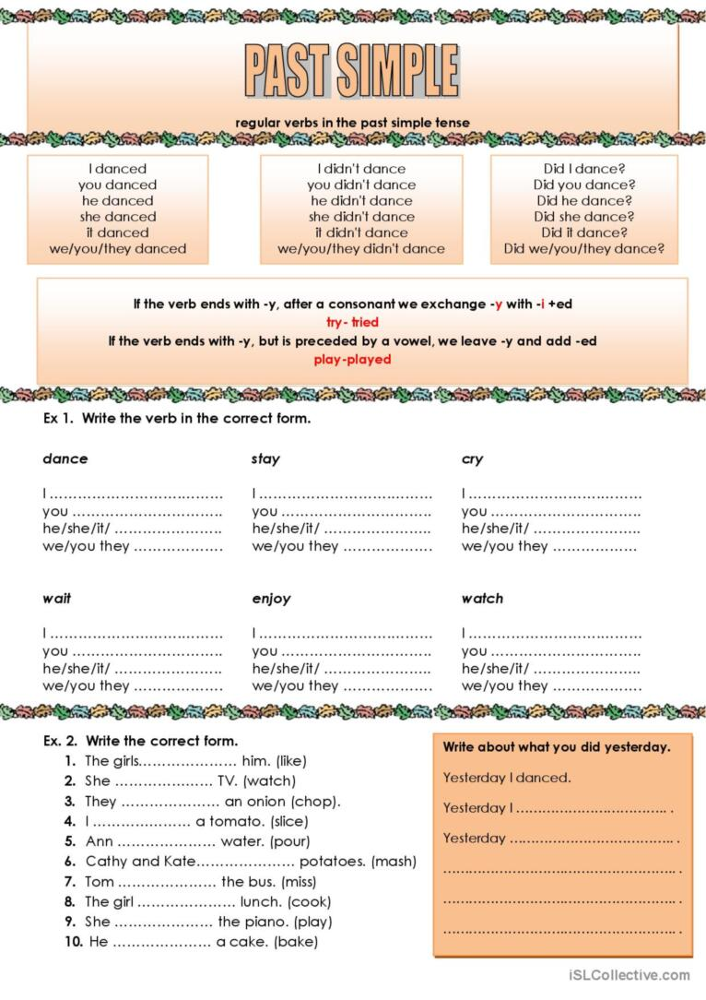 PAST SIMPLE
regular verbs in the past simple tense
I danced
you danced
he danced
she danced
it danced
we/you/they danced
I didn't dance
you didn't dance
he didn't dance
she didn't dance
it didn't dance
we/you/they didn't dance
Did I dance?
Did you dance?
Did he dance?
Did she dance?
Did it dance?
Did we/you/they dance?
If the verb ends with -y, after a consonant we exchange -y with -i +ed
try- tried
If the verb ends with -y, but is preceded by a vowel, we leave -y and add -ed
play-played
Ex 1. Write the verb in the correct form.
dance
I ………………………..………
you …………………………..
he/she/it/ …………………..
we/you they ……………….
stay
I ………………………..………
you …………………………..
he/she/it/ …………………..
we/you they ……………….
cry
I ………………………..………
you …………………………..
he/she/it/ …………………..
we/you they ………………
wait
I ………………………..………
you …………………………..
he/she/it/ …………………..
we/you they ……………….
enjoy
I ………………………..………
you …………………………..
he/she/it/ …………………..
we/you they ……………….
watch
I ………………………..………
you …………………………..
he/she/it/ …………………..
we/you they ……………….
Ex. 2. Write the correct form.
1. The girls………………… him. (like)
2. She ………………… TV. (watch)
3. They ………………… an onion (chop).
4. I ………………… a tomato. (slice)
5. Ann ………………… water. (pour)
6. Cathy and Kate………………… potatoes. (mash)
7. Tom ………………… the bus. (miss)
8. The girl ………………… lunch. (cook)
9. She ………………… the piano. (play)
10. He ………………… a cake. (bake)
Write about what you did yesterday.
Yesterday I danced.
Yesterday I …………………………….. .
Yesterday ……………………………….. .
…………………………………………….. .
…………………………………………….. .
…………………………………………….. .
iSLCollective.com